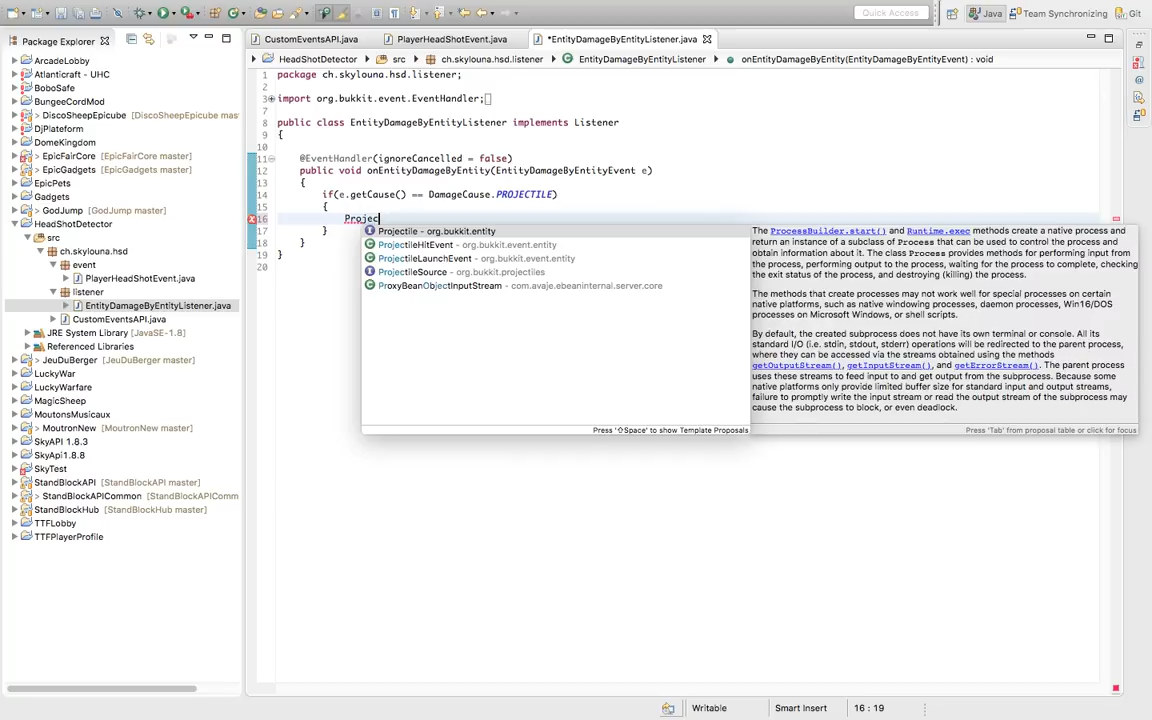 Quick Access
Java
Team Synchronizing
Git
Package Explorer
CustomEventsAPI.java
PlayerHeadShotEvent.java
*EntityDamageByEntityListener.java
HeadShotDetector
src
ch.skylouna.hsd.listener
EntityDamageByEntityListener
onEntityDamageByEntity(EntityDamageByEntityEvent) : void
ArcadeLobby
Atlanticraft - UHC
BoboSafe
BungeeCordMod
> DiscoSheepEpicube [DiscoSheepEpicube mas
DjPlateform
DomeKingdom
> EpicFairCore [EpicFairCore master]
> EpicGadgets [EpicGadgets master]
EpicPets
Gadgets
> GodJump [GodJump master]
HeadShotDetector
src
ch.skylouna.hsd
event
PlayerHeadShotEvent.java
listener
EntityDamageByEntityListener.java
CustomEventsAPI.java
JRE System Library [JavaSE-1.8]
Referenced Libraries
> JeuDuBerger [JeuDuBerger master]
LuckyWar
LuckyWarfare
MagicSheep
MoutonsMusicaux
> MoutronNew [MoutronNew master]
SkyAPI 1.8.3
SkyApi1.8.8
SkyTest
StandBlockAPI [StandBlockAPI master]
> StandBlockAPICommon [StandBlockAPIComm
StandBlockHub [StandBlockHub master]
TTFLobby
TTFPlayerProfile
1 package ch.skylouna.hsd.listener;
2
3 import org.bukkit.event.EventHandler;
7
8 public class EntityDamageByEntityListener implements Listener
9 {
10
11 @EventHandler(ignoreCancelled = false)
12 public void onEntityDamageByEntity(EntityDamageByEntityEvent e)
13 {
14 if(e.getCause() == DamageCause.PROJECTILE)
15 {
16 Projec
17 }
18 }
19 }
20
Projectile - org.bukkit.entity
ProjectileHitEvent - org.bukkit.event.entity
ProjectileLaunchEvent - org.bukkit.event.entity
ProjectileSource - org.bukkit.projectiles
ProxyBeanObjectInputStream - com.avaje.ebeaninternal.server.core
Press '⇧Space' to show Template Proposals
The ProcessBuilder.start() and Runtime.exec methods create a native process and
return an instance of a subclass of Process that can be used to control the process and
obtain information about it. The class Process provides methods for performing input from
the process, performing output to the process, waiting for the process to complete, checking
the exit status of the process, and destroying (killing) the process.
The methods that create processes may not work well for special processes on certain
native platforms, such as native windowing processes, daemon processes, Win16/DOS
processes on Microsoft Windows, or shell scripts.
By default, the created subprocess does not have its own terminal or console. All its
standard I/O (i.e. stdin, stdout, stderr) operations will be redirected to the parent process,
where they can be accessed via the streams obtained using the methods
getOutputStream(), getInputStream(), and getErrorStream(). The parent process
uses these streams to feed input to and get output from the subprocess. Because some
native platforms only provide limited buffer size for standard input and output streams,
failure to promptly write the input stream or read the output stream of the subprocess may
cause the subprocess to block, or even deadlock.
Press 'Tab' from proposal table or click for focus
Writable
Smart Insert
16 : 19